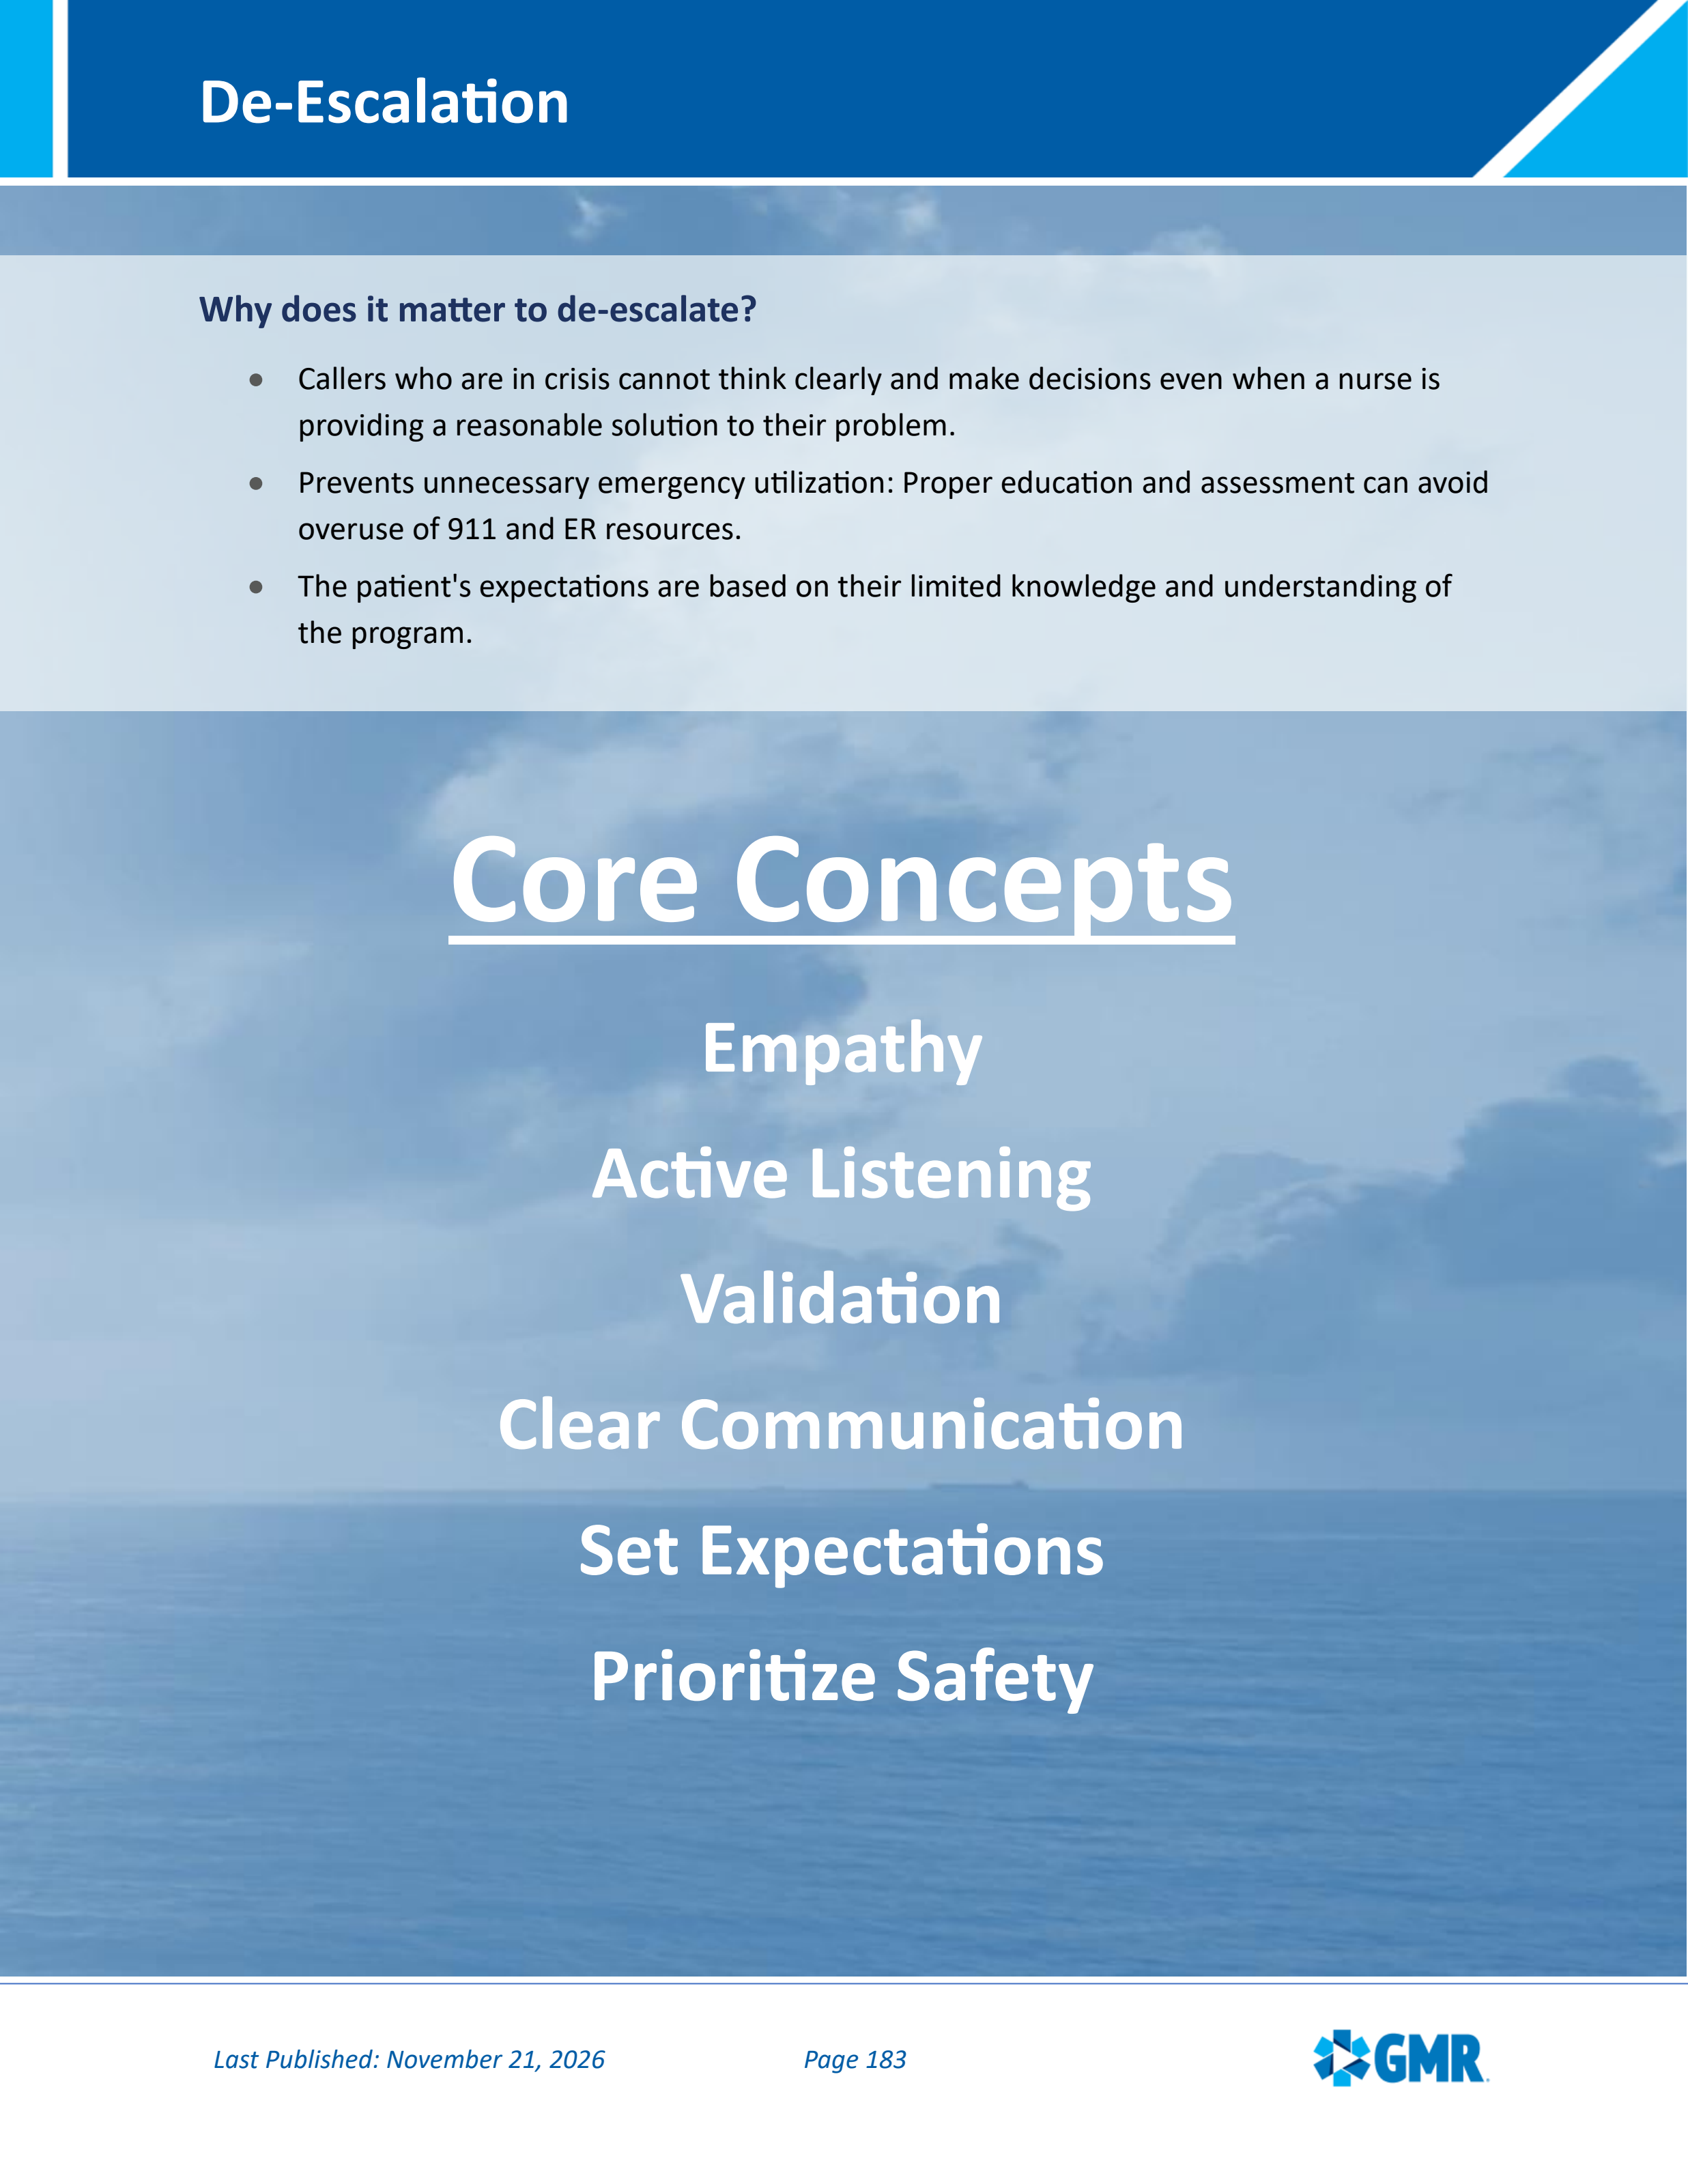 De-Escalation
Why does it matter to de-escalate?
● Callers who are in crisis cannot think clearly and make decisions even when a nurse is
providing a reasonable solution to their problem.
● Prevents unnecessary emergency utilization: Proper education and assessment can avoid
overuse of 911 and ER resources.
● The patient's expectations are based on their limited knowledge and understanding of
the program.
Core Concepts
Empathy
Active Listening
Validation
Clear Communication
Set Expectations
Prioritize Safety
Last Published: November 21, 2026 Page 183 GMR